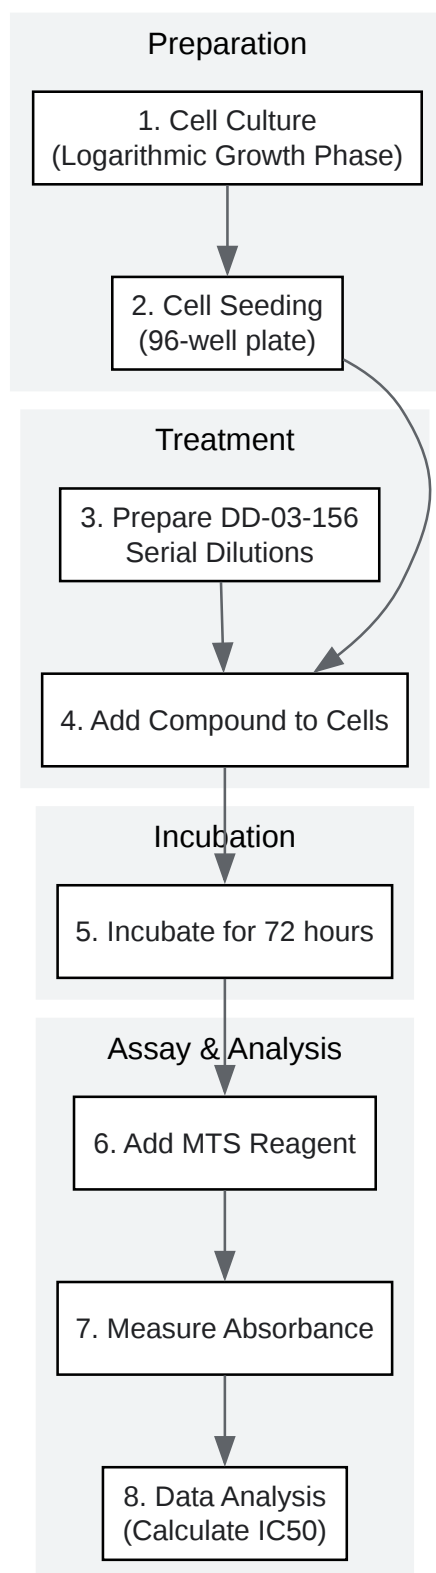 Preparation
1. Cell Culture
(Logarithmic Growth Phase)
2. Cell Seeding
(96-well plate)
Treatment
3. Prepare DD-03-156
Serial Dilutions
4. Add Compound to Cells
Incubation
5. Incubate for 72 hours
Assay & Analysis
6. Add MTS Reagent
7. Measure Absorbance
8. Data Analysis
(Calculate IC50)